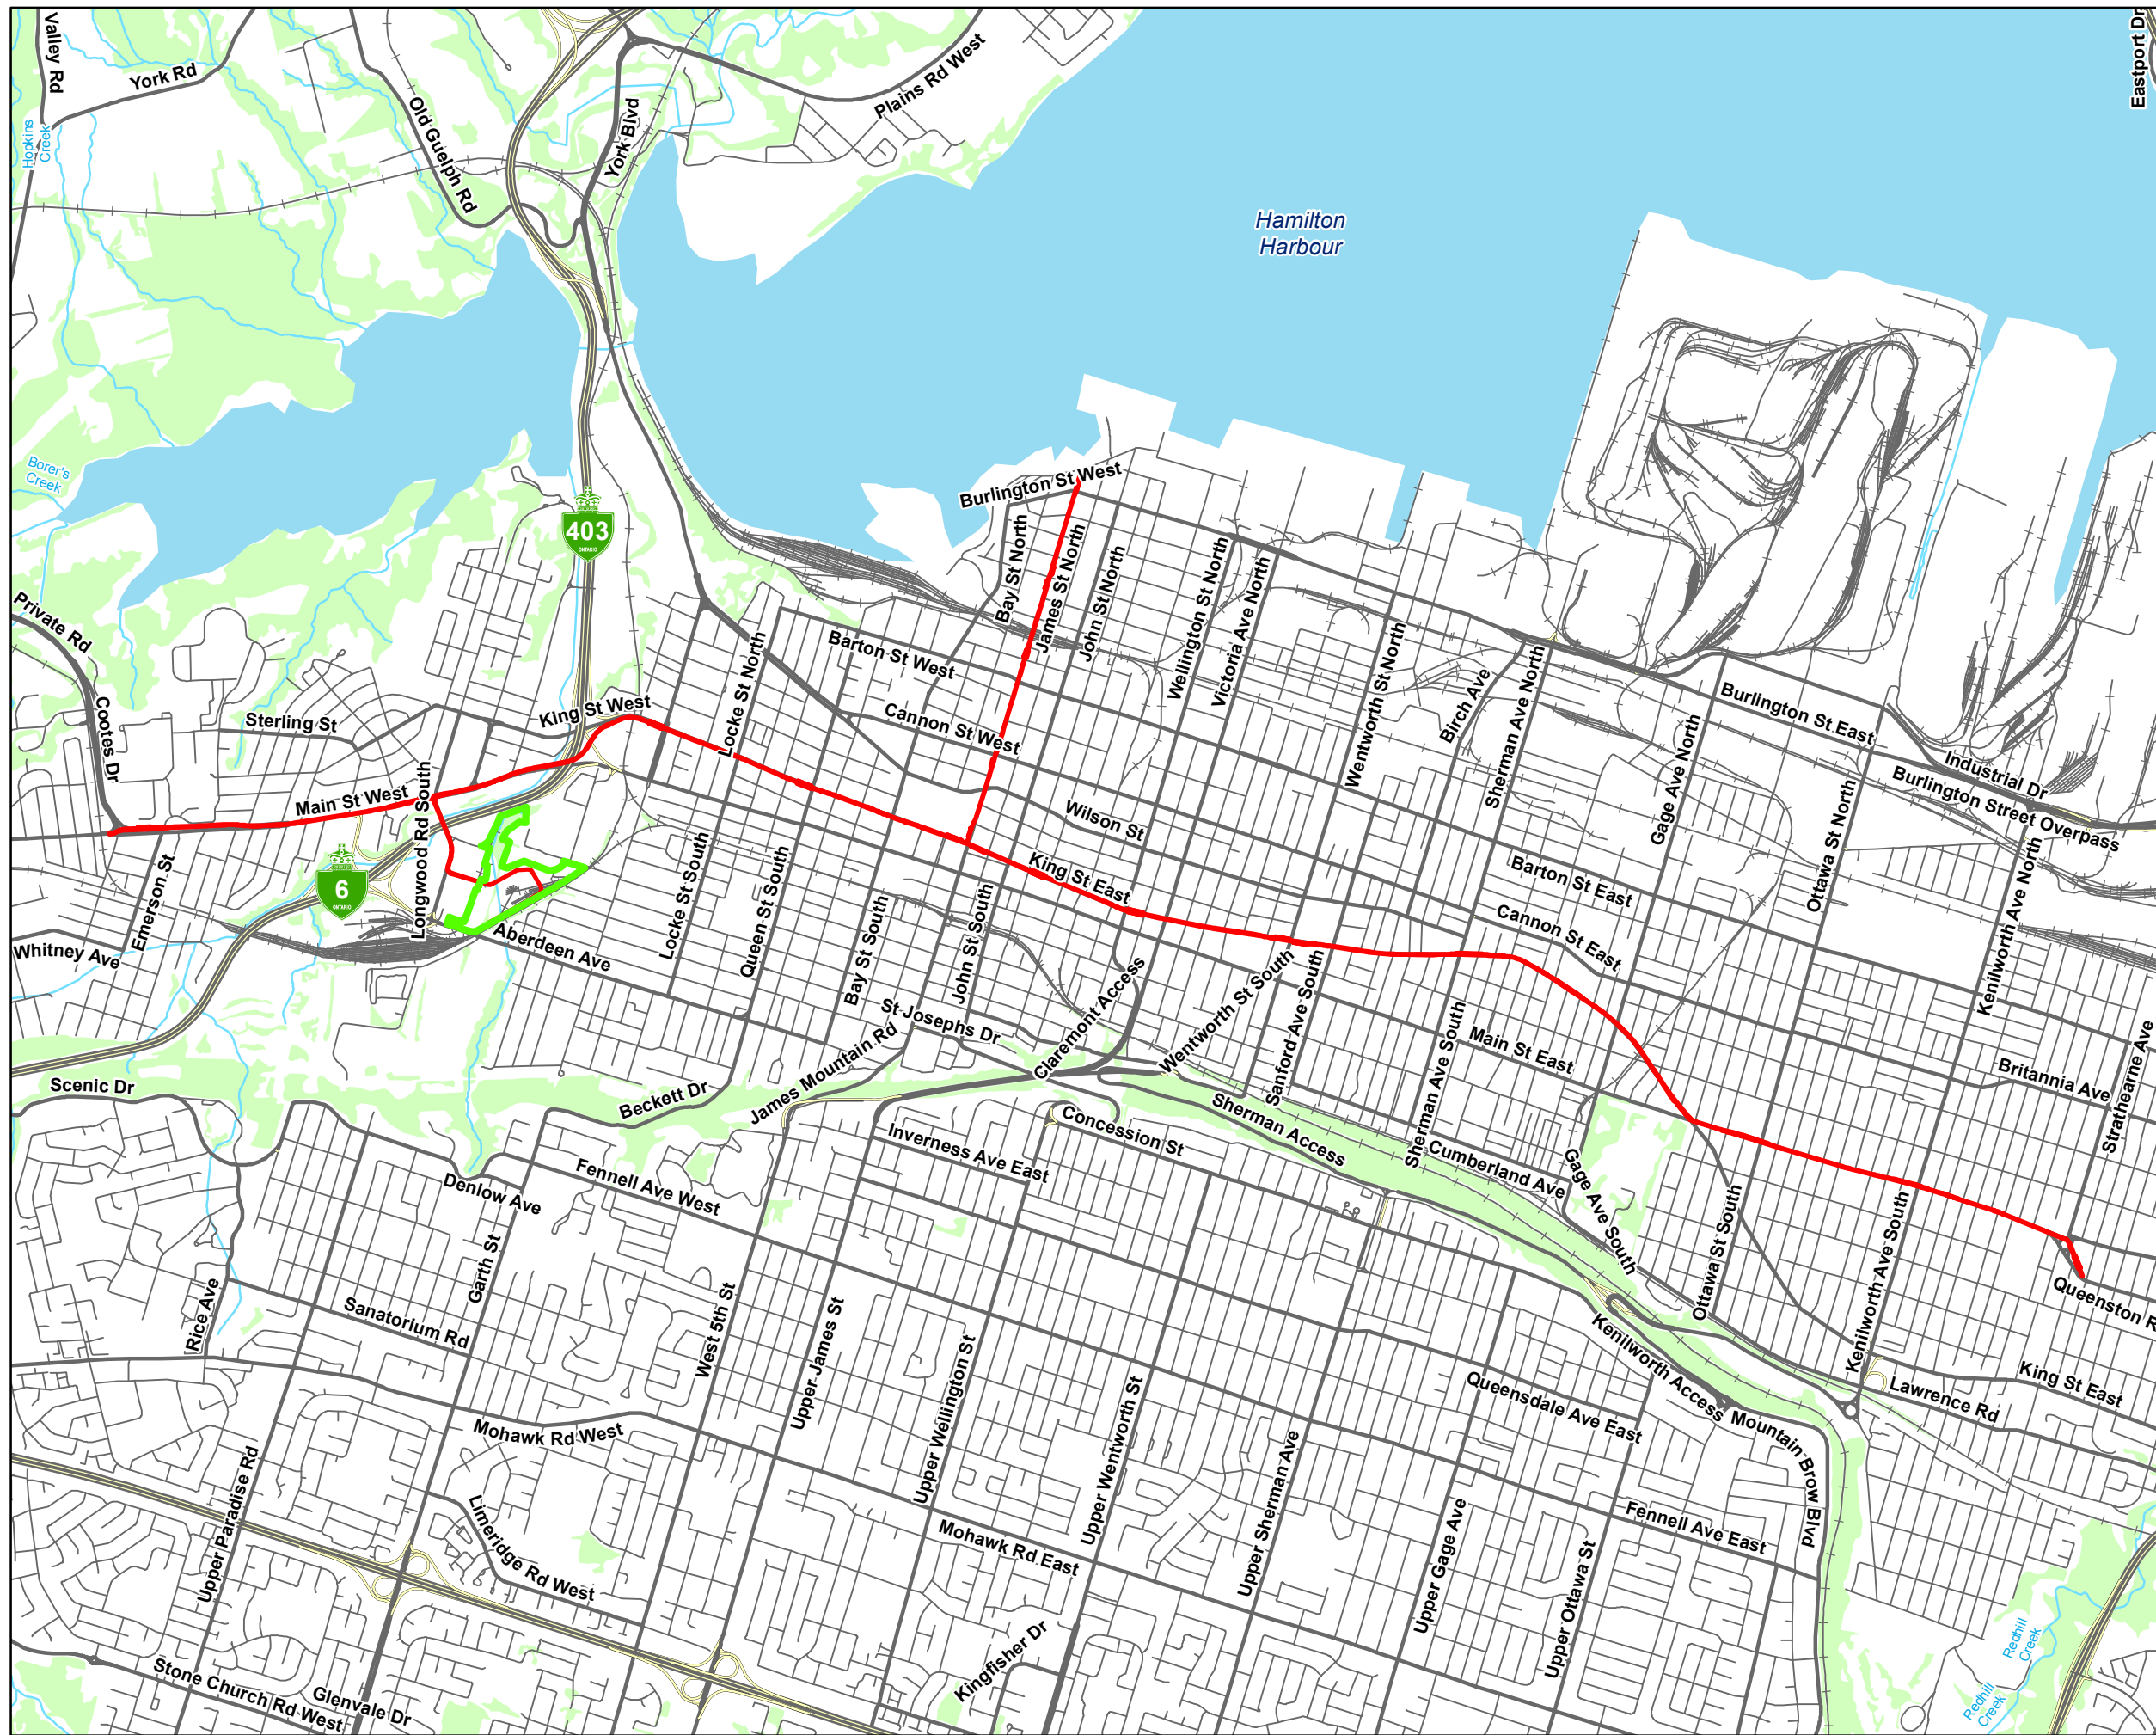 Valley Rd
York Rd
Hopkins
Creek
Old Guelph Rd
York Blvd
Plains Rd West
Eastport Dr
Hamilton
Harbour
Borer's
Creek
403
ONTARIO
Burlington St West
Bay St North
James St North
John St North
Wellington St North
Victoria Ave North
Private Rd
Cootes Dr
Sterling St
King St West
Locke St North
Barton St West
Cannon St West
Wentworth St North
Birch Ave
Sherman Ave North
Gage Ave North
Burlington St East
Industrial Dr
Burlington Street Overpass
Main St West
Longwood Rd South
Wilson St
King St East
Barton St East
Ottawa St North
Kenilworth Ave North
6
ONTARIO
Emerson St
Whitney Ave
Aberdeen Ave
Locke St South
Queen St South
Bay St South
John St South
Cannon St East
St Josephs Dr
Claremont Access
Wentworth St South
Sanford Ave South
Sherman Ave South
Main St East
Britannia Ave
Strathearne Ave
Scenic Dr
Beckett Dr
James Mountain Rd
Concession St
Sherman Access
Inverness Ave East
Cumberland Ave
Gage Ave South
Denlow Ave
Fennell Ave West
Garth St
Ottawa St South
Kenilworth Ave South
Queenston R
Rice Ave
Sanatorium Rd
West 5th St
Upper James St
Upper Wellington St
Upper Wentworth St
Queensdale Ave East
Kenilworth Access
Mountain Brow Blvd
Lawrence Rd
King St East
Mohawk Rd West
Upper Paradise Rd
Limeridge Rd West
Mohawk Rd East
Upper Sherman Ave
Upper Gage Ave
Upper Ottawa St
Fennell Ave East
Kingfisher Dr
Stone Church Rd West
Glenvale Dr
Redhill
Creek
Redhill
Creek